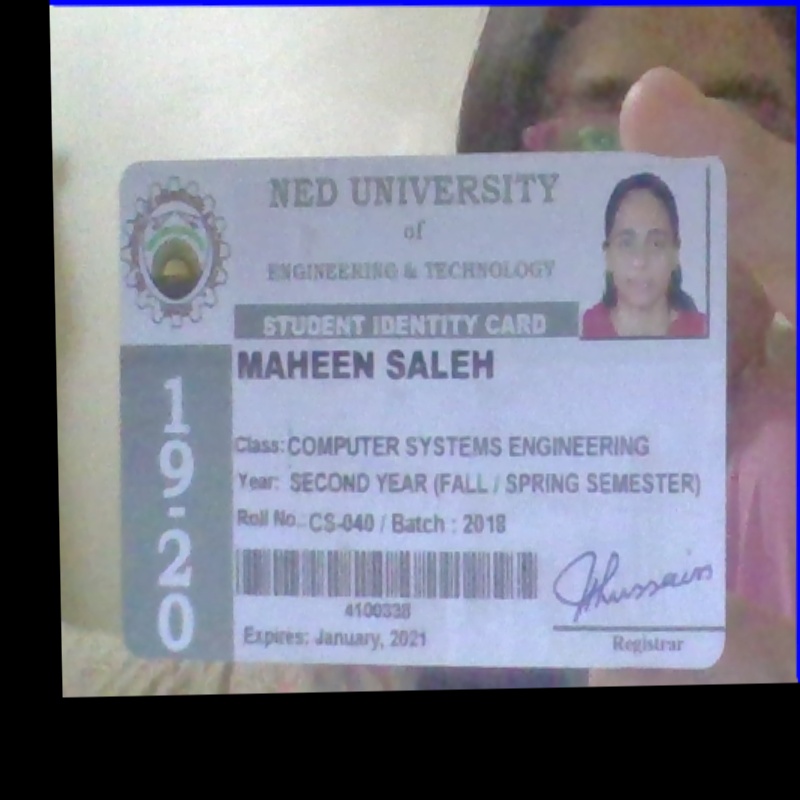 NED UNIVERSITY
of
ENGINEERING & TECHNOLOGY
STUDENT IDENTITY CARD
MAHEEN SALEH
19-20
Class: COMPUTER SYSTEMS ENGINEERING
Year: SECOND YEAR (FALL / SPRING SEMESTER)
Roll No. CS-040 / Batch : 2018
4100338
Expires: January, 2021
Hussain
Registrar